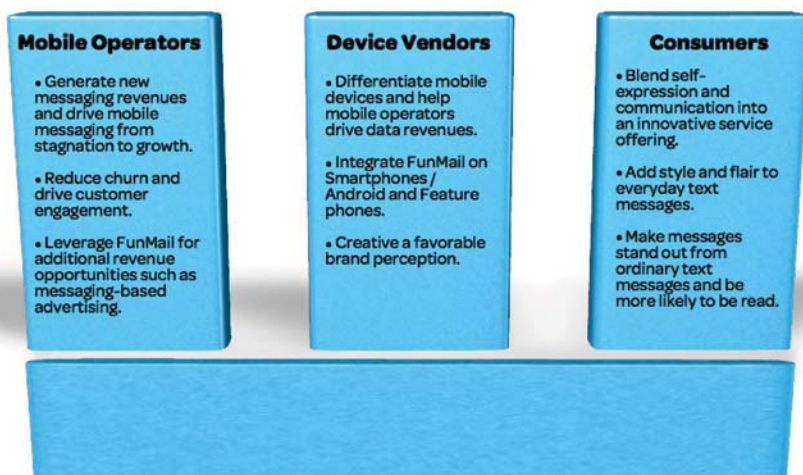 Mobile Operators
• Generate new
messaging revenues
and drive mobile
messaging from
stagnation to growth.
• Reduce churn and
drive customer
engagement.
• Leverage FunMail for
additional revenue
opportunities such as
messaging-based
advertising.
Device Vendors
• Differentiate mobile
devices and help
mobile operators
drive data revenues.
• Integrate FunMail on
Smartphones /
Android and Feature
phones.
• Creative a favorable
brand perception.
Consumers
• Blend self-
expression and
communication into
an innovative service
offering.
• Add style and flair to
everyday text
messages.
• Make messages
stand out from
ordinary text
messages and be
more likely to be read.